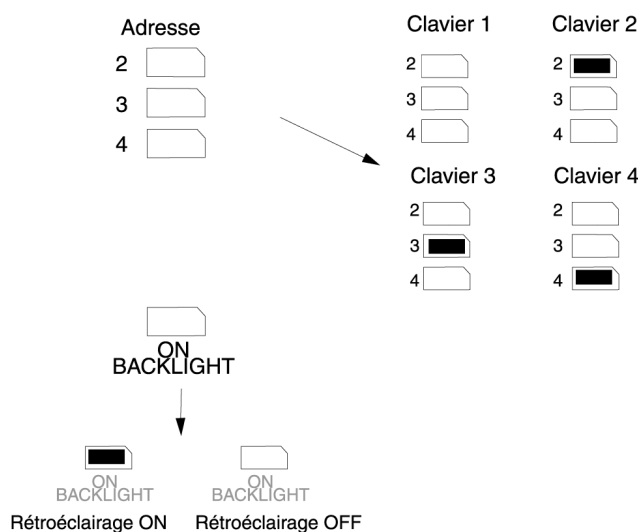 Adresse
2
3
4
Clavier 1
2
3
4
Clavier 2
2
3
4
Clavier 3
2
3
4
Clavier 4
2
3
4
ON
BACKLIGHT
ON
BACKLIGHT
Rétroéclairage ON
ON
BACKLIGHT
Rétroéclairage OFF